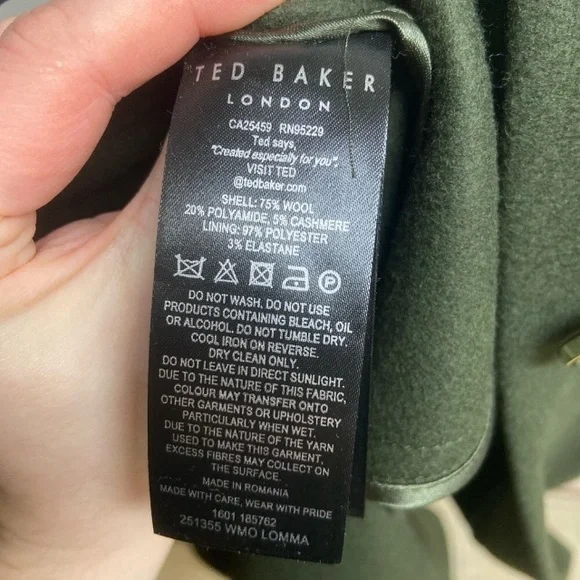 TED BAKER
LONDON
CA25459 RN95229
Ted says,
"Created especially for you".
VISIT TED
@tedbaker.com
SHELL: 75% WOOL
20% POLYAMIDE, 5% CASHMERE
LINING: 97% POLYESTER
3% ELASTANE
P
DO NOT WASH. DO NOT USE
PRODUCTS CONTAINING BLEACH, OIL
OR ALCOHOL. DO NOT TUMBLE DRY.
COOL IRON ON REVERSE.
DRY CLEAN ONLY.
DO NOT LEAVE IN DIRECT SUNLIGHT.
DUE TO THE NATURE OF THIS FABRIC,
COLOUR MAY TRANSFER ONTO
OTHER GARMENTS OR UPHOLSTERY
PARTICULARLY WHEN WET.
DUE TO THE NATURE OF THE YARN
USED TO MAKE THIS GARMENT,
EXCESS FIBRES MAY COLLECT ON
THE SURFACE.
MADE IN ROMANIA
MADE WITH CARE, WEAR WITH PRIDE
1601 185762
251355 WMO LOMMA